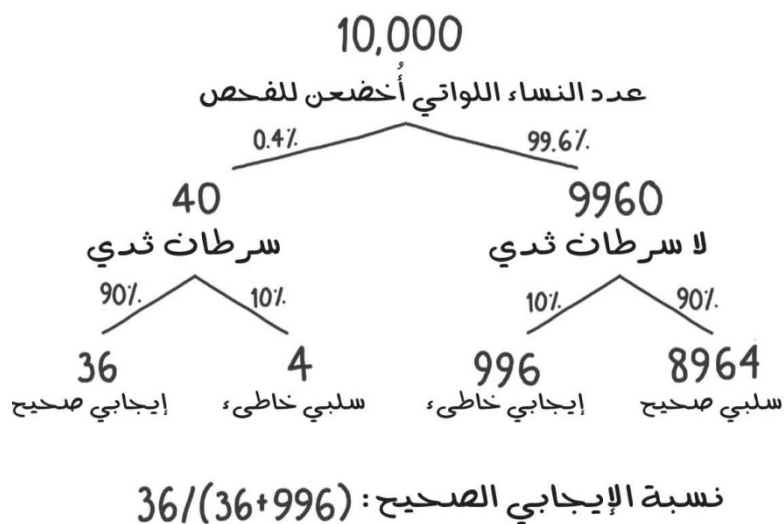 10,000
عدد النساء اللواتي أُخضعن للفحص
0.4% 99.6%
40 9960
سرطان ثدي لا سرطان ثدي
90% 10% 10% 90%
36 4 996 8964
إيجابي صحيح سلبي خاطىء إيجابي خاطىء سلبي صحيح
نسبة الإيجابي الصحيح: 36/(36+996)